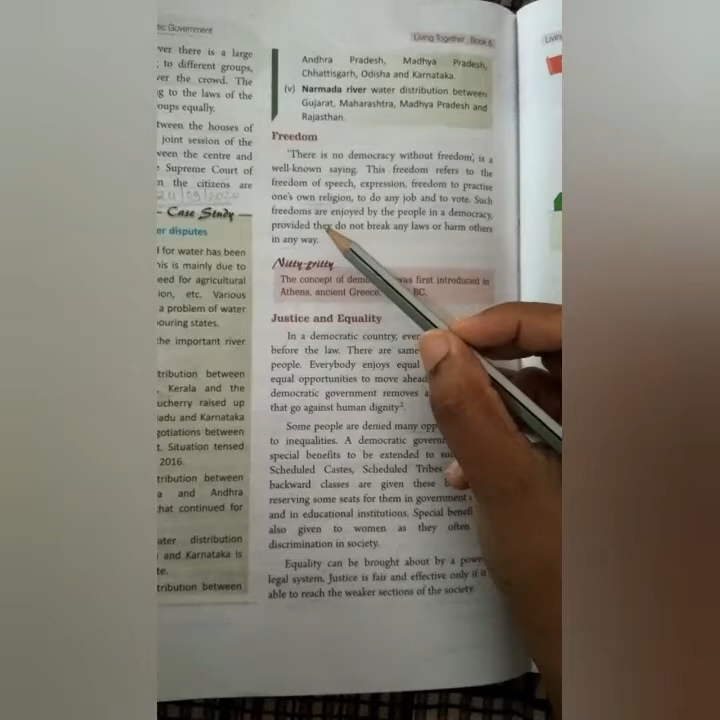 tic Government
ver there is a large
; to different groups,
ver the crowd. The
g to the laws of the
oups equally.
tween the houses of
joint session of the
ween the centre and
Supreme Court of
n the citizens are
Case Study
er disputes
l for water has been
his is mainly due to
eed for agricultural
ion, etc. Various
a problem of water
ouring states.
the important river
tribution between
, Kerala and the
ucherry raised up
adu and Karnataka
gotiations between
t. Situation tensed
2016.
tribution between
a and Andhra
that continued for
ater distribution
and Karnataka is
te.
tribution between
Living Together - Book 6
Andhra Pradesh, Madhya Pradesh,
Chhattisgarh, Odisha and Karnataka.
(v) Narmada river water distribution between
Gujarat, Maharashtra, Madhya Pradesh and
Rajasthan.
Freedom
'There is no democracy without freedom', is a
well-known saying. This freedom refers to the
freedom of speech, expression, freedom to practise
one's own religion, to do any job and to vote. Such
freedoms are enjoyed by the people in a democracy,
provided they do not break any laws or harm others
in any way.
Nitty-gritty
The concept of dem was first introduced in
Athens, ancient Greece, BC.
Justice and Equality
In a democratic country, ever
before the law. There are same
people. Everybody enjoys equal
equal opportunities to move ahead
democratic government removes a
that go against human dignity².
Some people are denied many opp
to inequalities. A democratic govern
special benefits to be extended to
Scheduled Castes, Scheduled Tribes
backward classes are given these b
reserving some seats for them in government
and in educational institutions. Special benef
also given to women as they often
discrimination in society.
Equality can be brought about by a power
legal system. Justice is fair and effective only if it
able to reach the weaker sections of the society.
Livin